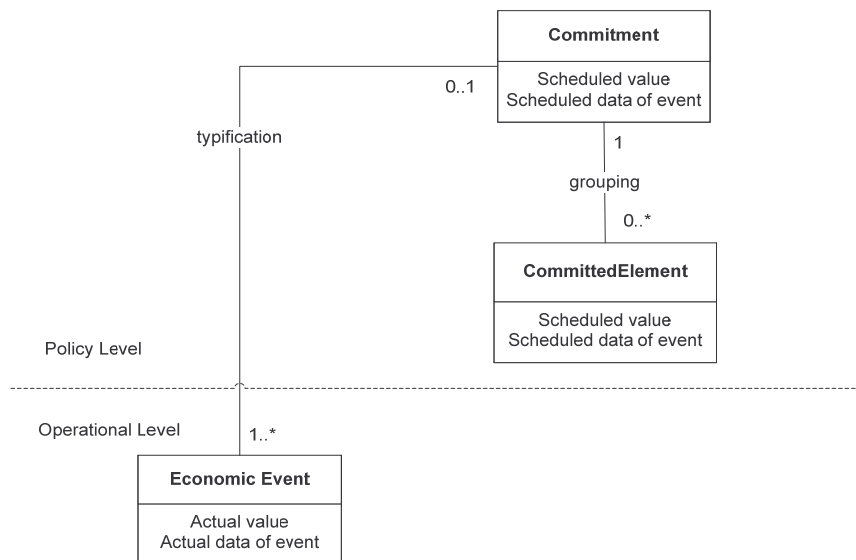 Commitment
Scheduled value
Scheduled data of event
0..1
typification
1
grouping
0..*
CommittedElement
Scheduled value
Scheduled data of event
Policy Level
Operational Level
1..*
Economic Event
Actual value
Actual data of event